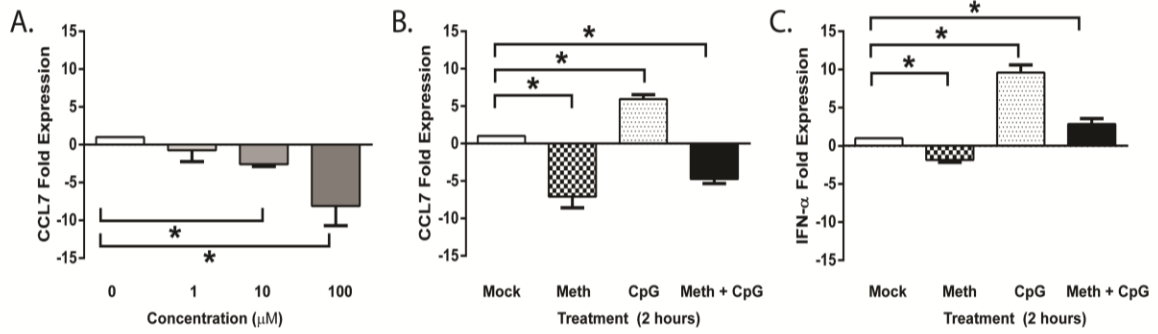 A.
CCL7 Fold Expression
15
10
5
0
-5
-10
-15
*
*
0 1 10 100
Concentration (μM)
B.
CCL7 Fold Expression
15
10
5
0
-5
-10
-15
*
*
*
Mock Meth CpG Meth + CpG
Treatment (2 hours)
C.
IFN-α Fold Expression
15
10
5
0
-5
-10
-15
*
*
*
Mock Meth CpG Meth + CpG
Treatment (2 hours)